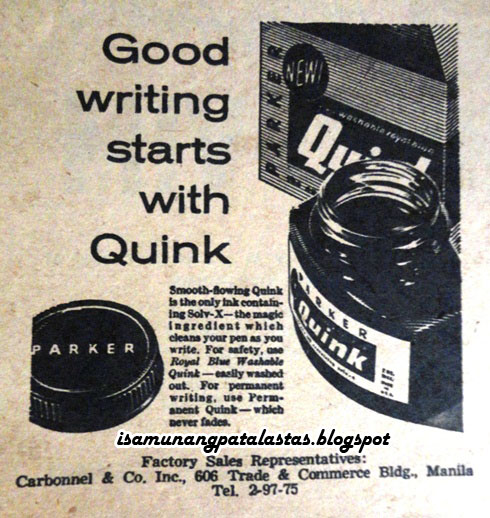 Good
writing
starts
with
Quink
PARKER
NEW!
washable royal blue
Quink
PARKER
Quink
PARKER
Smooth-flowing Quink
is the only ink contain-
ing Solv-X—the magic
ingredient which
cleans your pen as you
write. For safety, use
Royal Blue Washable
Quink—easily washed
out. For permanent
writing, use Perm-
anent Quink—which
never fades.
isamunangpatalastas.blogspot
Factory Sales Representatives:
Carbonnel & Co. Inc., 606 Trade & Commerce Bldg., Manila
Tel. 2-97-75